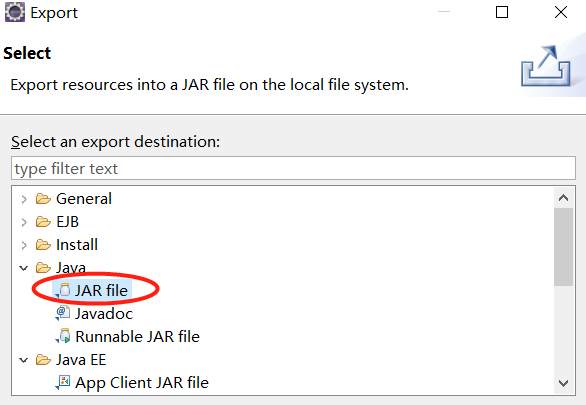 Export
Select
Export resources into a JAR file on the local file system.
Select an export destination:
type filter text
General
EJB
Install
Java
JAR file
Javadoc
Runnable JAR file
Java EE
App Client JAR file